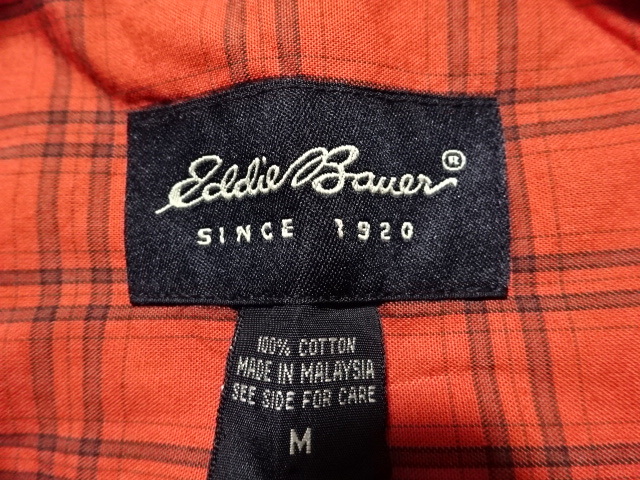 Eddie Bauer®
SINCE 1920
100% COTTON
MADE IN MALAYSIA
SEE SIDE FOR CARE
M